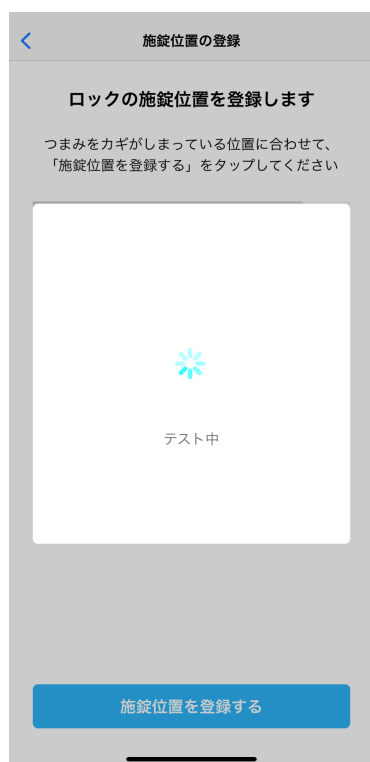 施錠位置の登録
ロックの施錠位置を登録します
つまみをカギがしまっている位置に合わせて、
「施錠位置を登録する」をタップしてください
テスト中
施錠位置を登録する